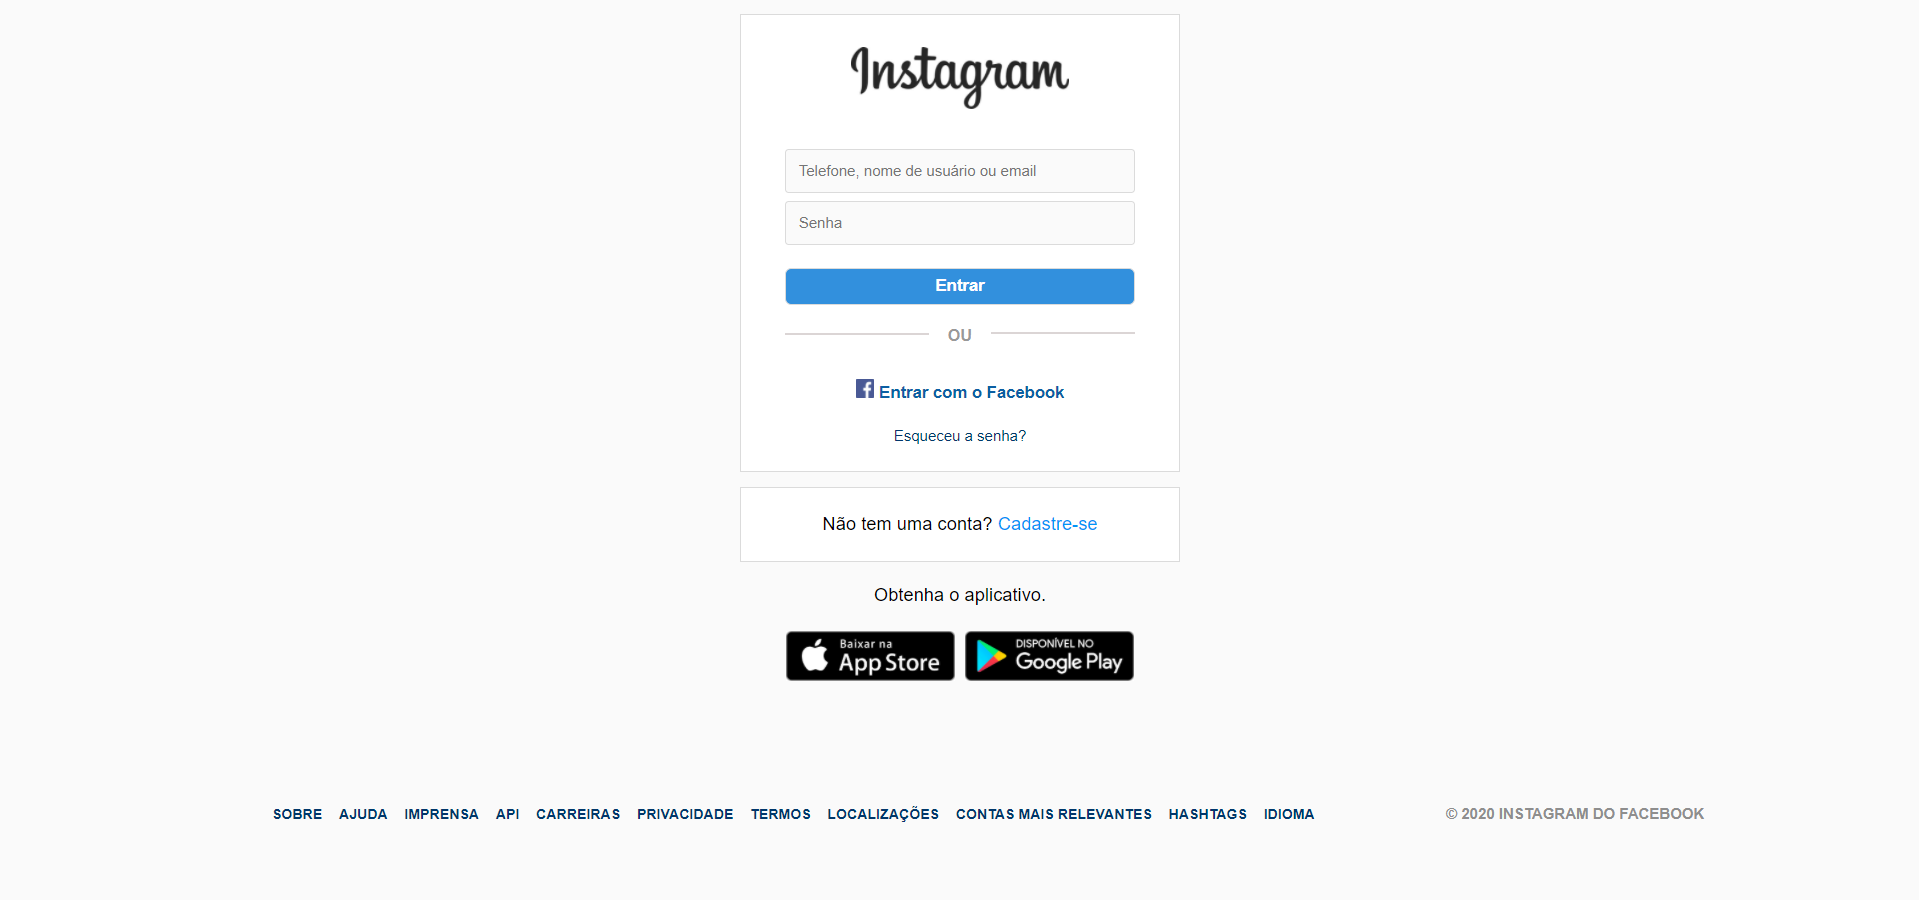 Instagram
Telefone, nome de usuário ou email
Senha
Entrar
OU
Entrar com o Facebook
Esqueceu a senha?
Não tem uma conta? Cadastre-se
Obtenha o aplicativo.
Baixar na
App Store
DISPONÍVEL NO
Google Play
SOBRE AJUDA IMPRENSA API CARREIRAS PRIVACIDADE TERMOS LOCALIZAÇÕES CONTAS MAIS RELEVANTES HASHTAGS IDIOMA © 2020 INSTAGRAM DO FACEBOOK